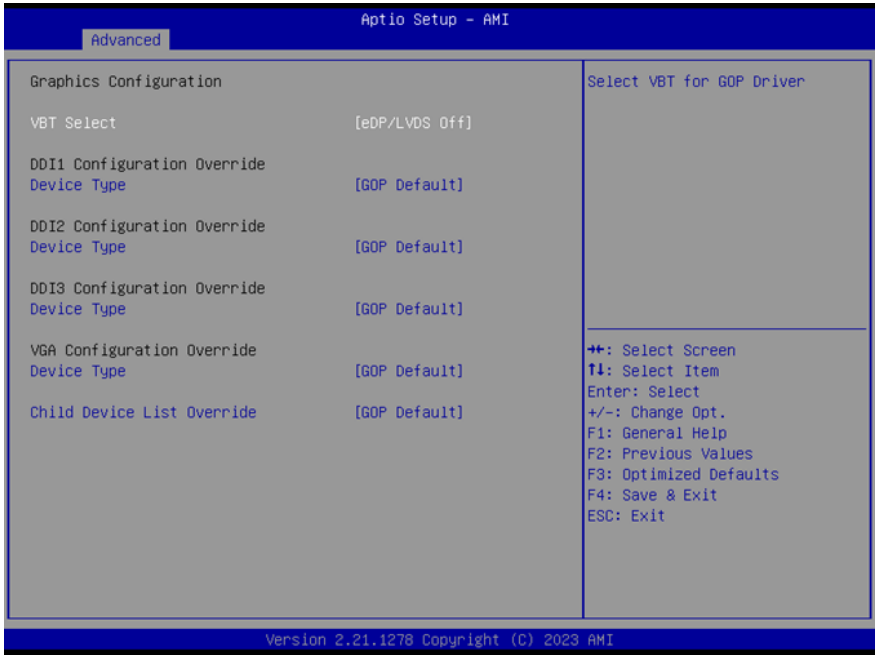 Aptio Setup - AMI
Advanced
Graphics Configuration
VBT Select [eDP/LVDS Off]
DDI1 Configuration Override
Device Type [GOP Default]
DDI2 Configuration Override
Device Type [GOP Default]
DDI3 Configuration Override
Device Type [GOP Default]
VGA Configuration Override
Device Type [GOP Default]
Child Device List Override [GOP Default]
Select VBT for GOP Driver
→←: Select Screen
↑↓: Select Item
Enter: Select
+/-: Change Opt.
F1: General Help
F2: Previous Values
F3: Optimized Defaults
F4: Save & Exit
ESC: Exit
Version 2.21.1278 Copyright (C) 2023 AMI